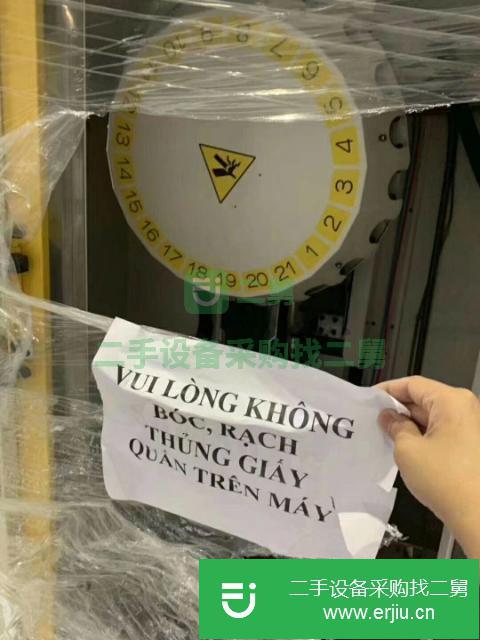 10 9 8 7 6 5 4 3 2 1 21 20 19 18 17 16 15 14 13
二手设备采购找二舅
VUI LÒNG KHÔNG
BÓC, RẠCH
THÙNG GIẤY
QUẤN TRÊN MÁY
二手设备采购找二舅
www.erjiu.cn